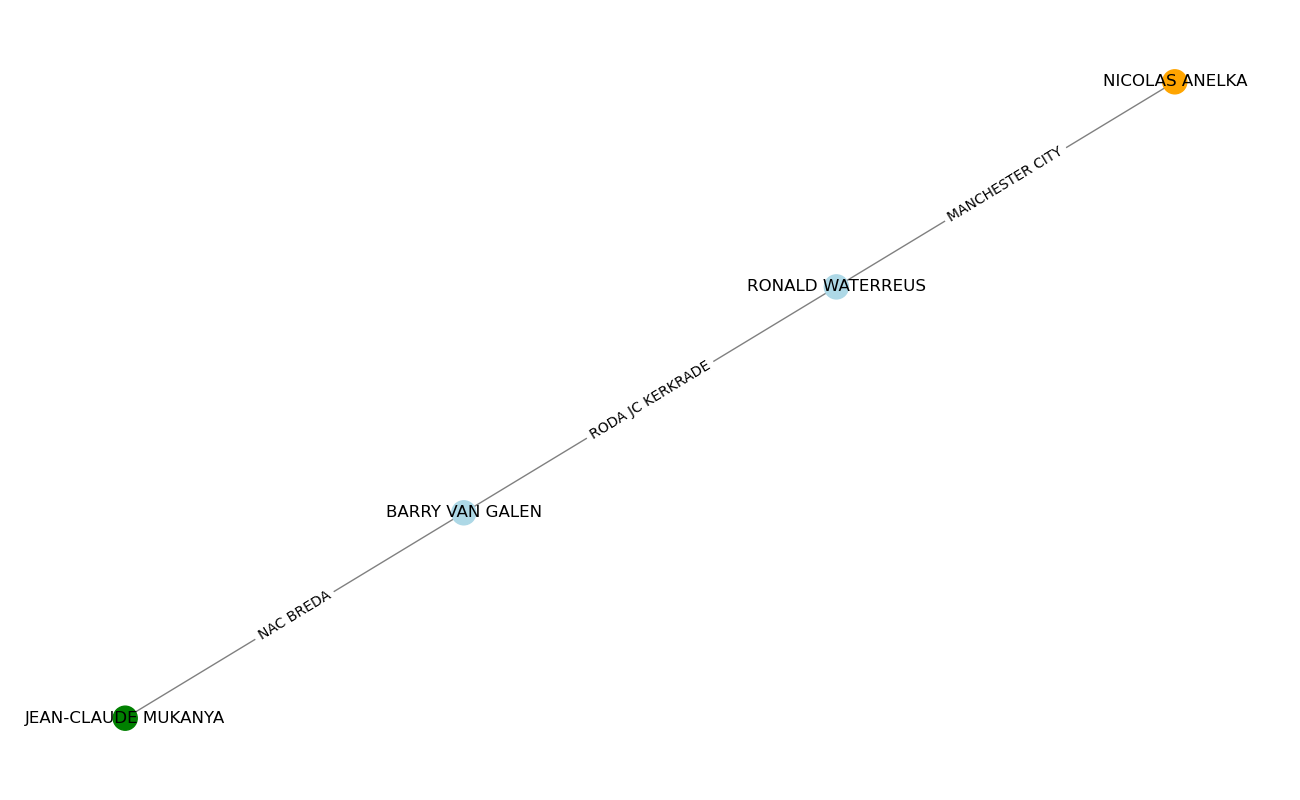 NICOLAS ANELKA
MANCHESTER CITY
RONALD WATERREUS
RODA JC KERKRADE
BARRY VAN GALEN
NAC BREDA
JEAN-CLAUDE MUKANYA